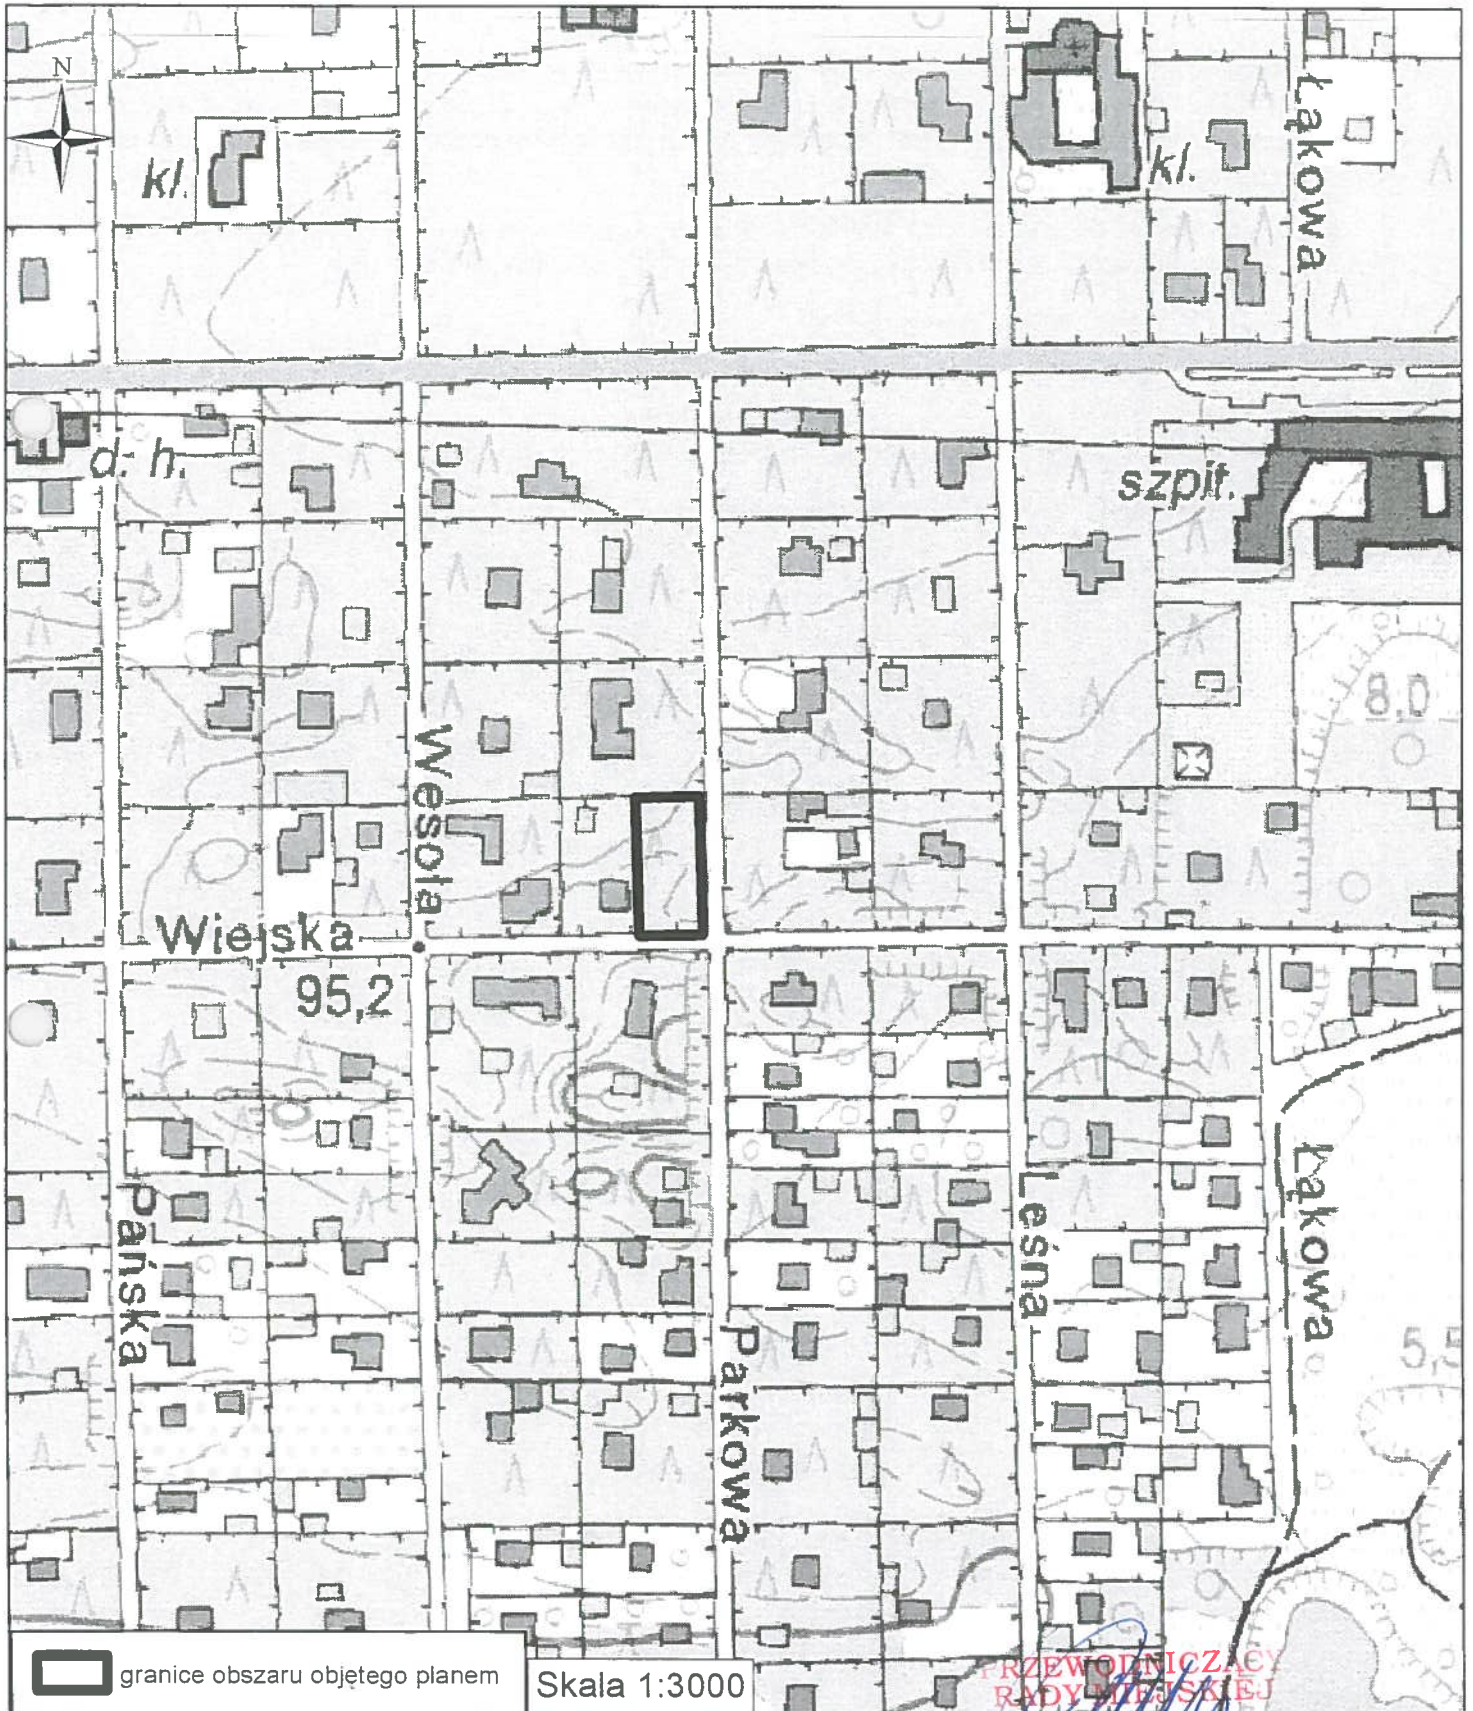 N
Łąkowa
kl.
kl.
d. h.
szpit.
8,0
Wesoła
Wiejska
95,2
Łąkowa
Pańska
Leśna
5,5
Parkowa
granice obszaru objętego planem
Skala 1:3000
PRZEWODNICZĄCY
RADY MIEJSKIEJ